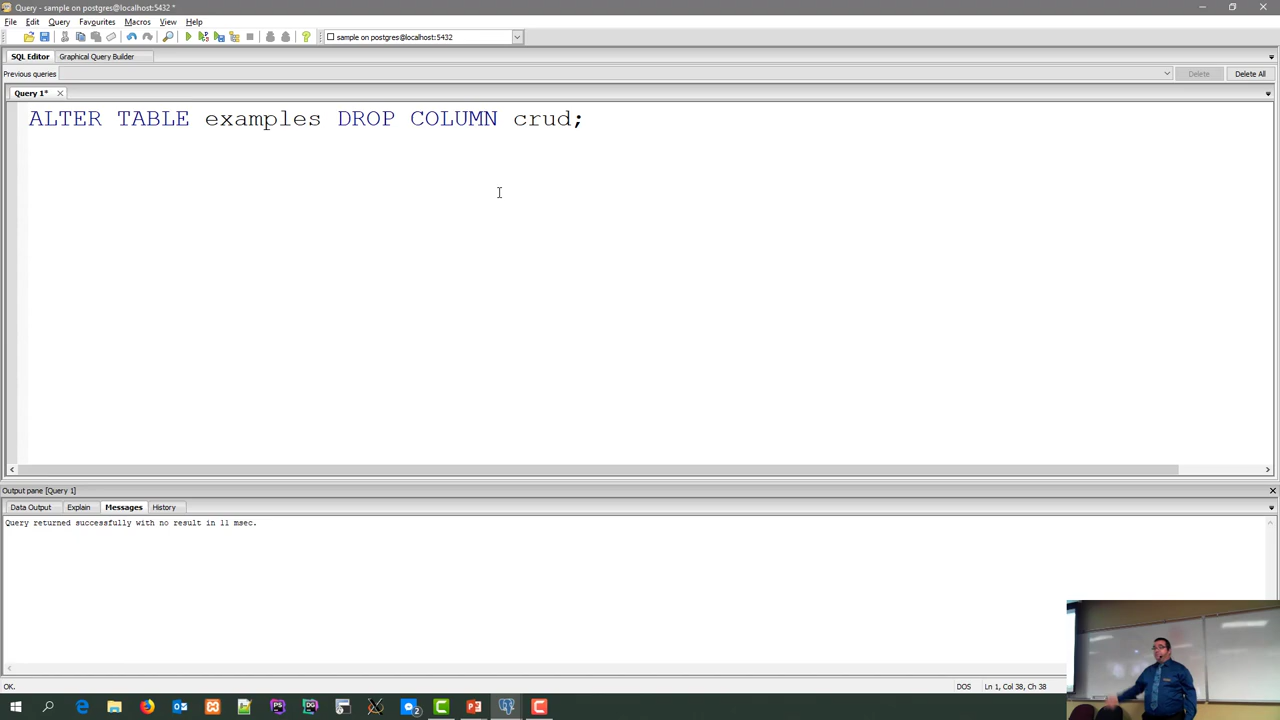 Query - sample on postgres@localhost:5432 *
File Edit Query Favourites Macros View Help
sample on postgres@localhost:5432
SQL Editor Graphical Query Builder
Previous queries Delete Delete All
Query 1*
ALTER TABLE examples DROP COLUMN crud;
Output pane [Query 1]
Data Output Explain Messages History
Query returned successfully with no result in 11 msec.
OK. DOS Ln 1, Col 38, Ch 38
PS DG 2 C P C